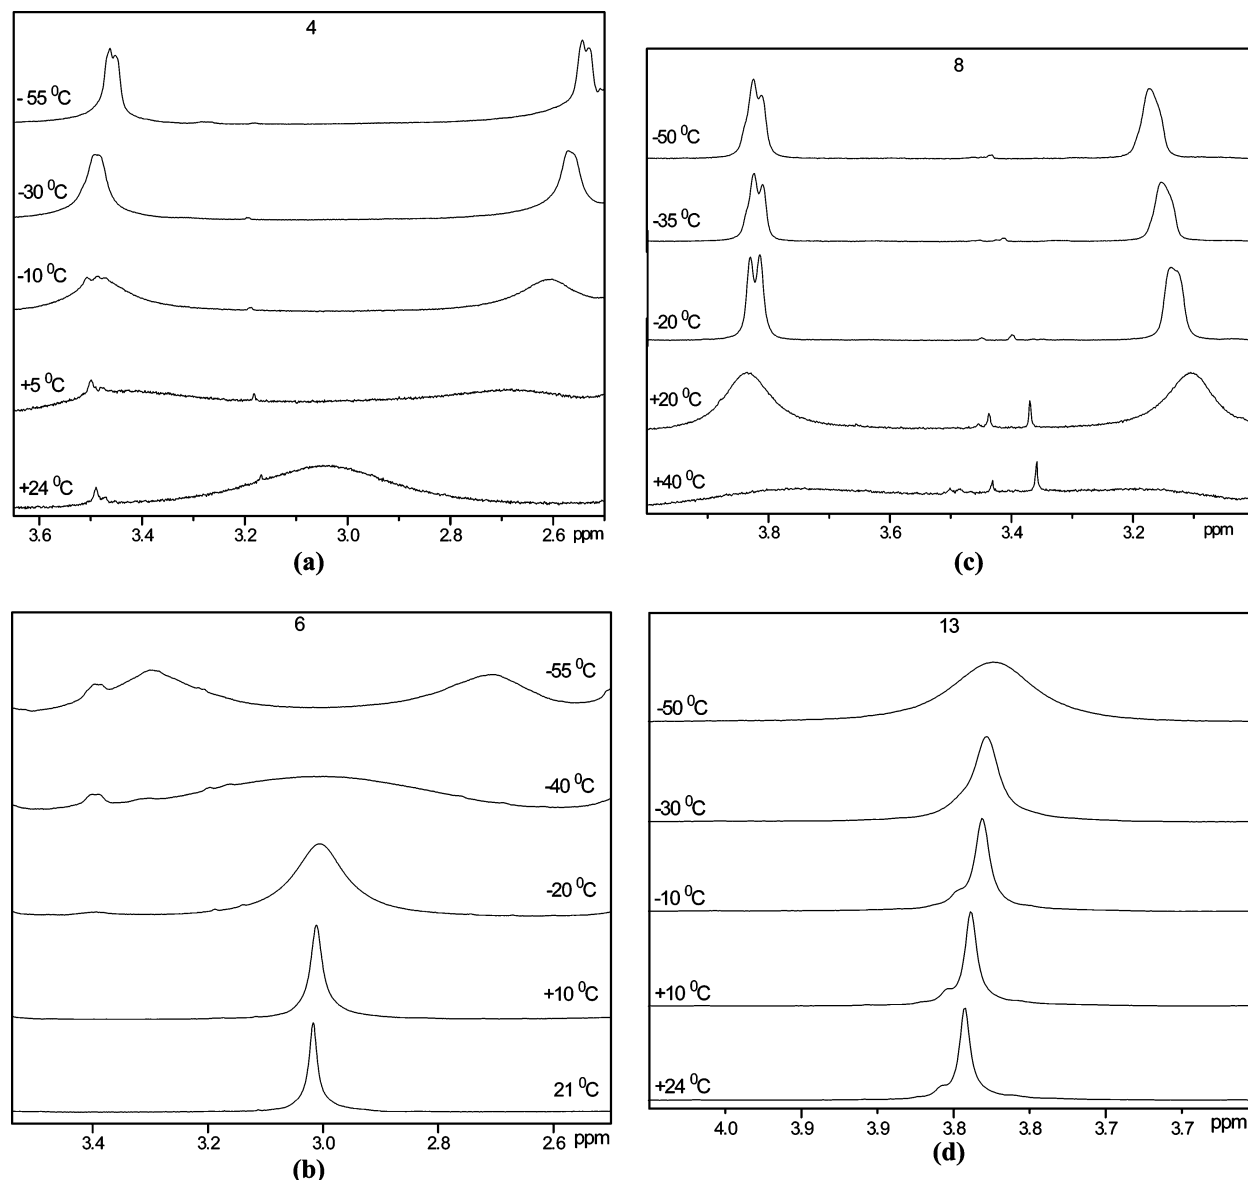 4
- 55 ⁰C
-30 ⁰C
-10 ⁰C
+5 ⁰C
+24 ⁰C
3.6 3.4 3.2 3.0 2.8 2.6 ppm
(a)
8
-50 ⁰C
-35 ⁰C
-20 ⁰C
+20 ⁰C
+40 ⁰C
3.8 3.6 3.4 3.2 ppm
(c)
6
-55 ⁰C
-40 ⁰C
-20 ⁰C
+10 ⁰C
21 ⁰C
3.4 3.2 3.0 2.8 2.6 ppm
(b)
13
-50 ⁰C
-30 ⁰C
-10 ⁰C
+10 ⁰C
+24 ⁰C
4.0 3.9 3.9 3.8 3.8 3.7 3.7 ppm
(d)